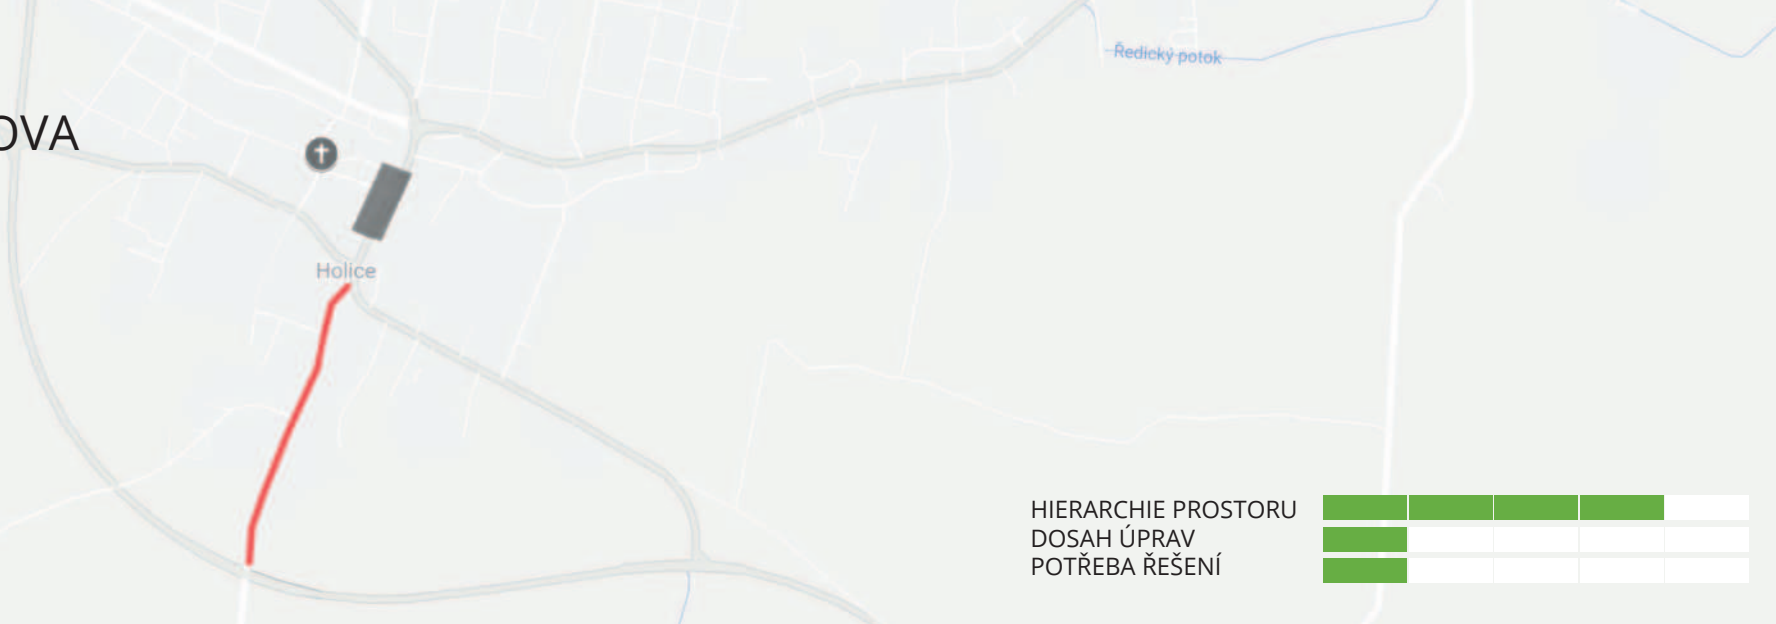 Ředický potok
OVA
Holice
HIERARCHIE PROSTORU
DOSAH ÚPRAV
POTŘEBA ŘEŠENÍ